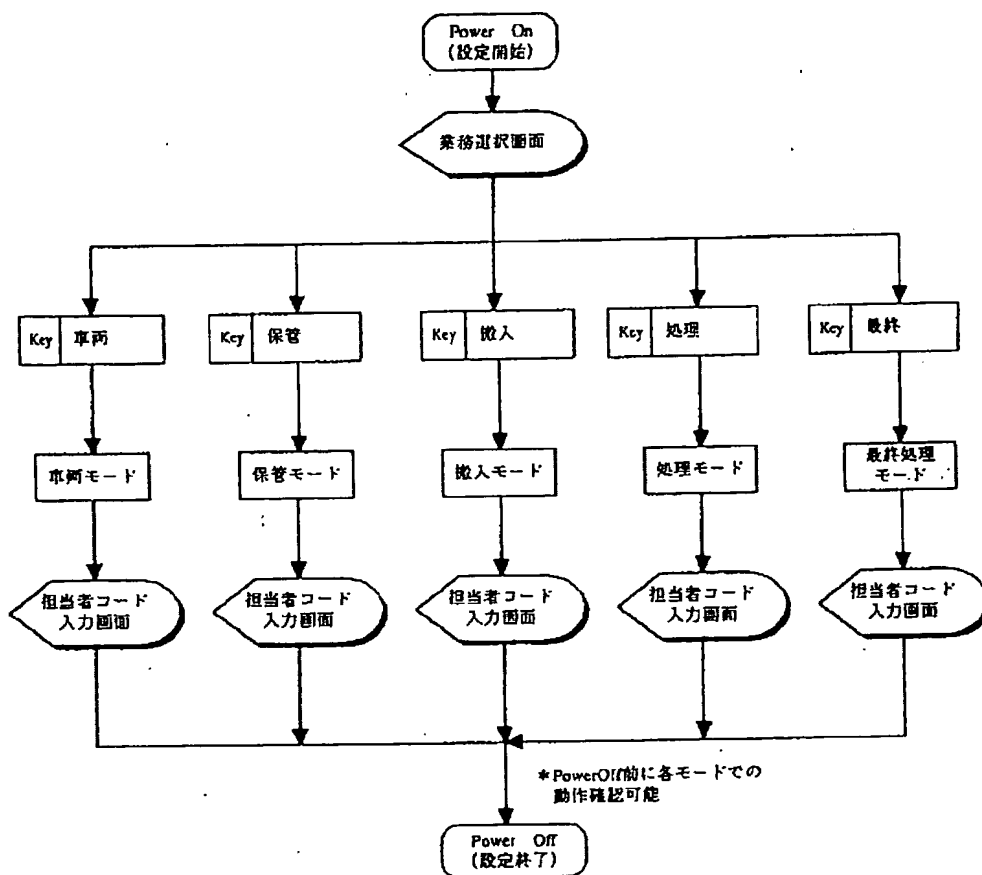 Power On
(設定開始)
業務選択画面
Key 車両
Key 保管
Key 搬入
Key 処理
Key 最終
車両モード
保管モード
搬入モード
処理モード
最終処理
モード
担当者コード
入力画面
担当者コード
入力画面
担当者コード
入力画面
担当者コード
入力画面
担当者コード
入力画面
*PowerOff前に各モードでの
動作確認可能
Power Off
(設定終了)